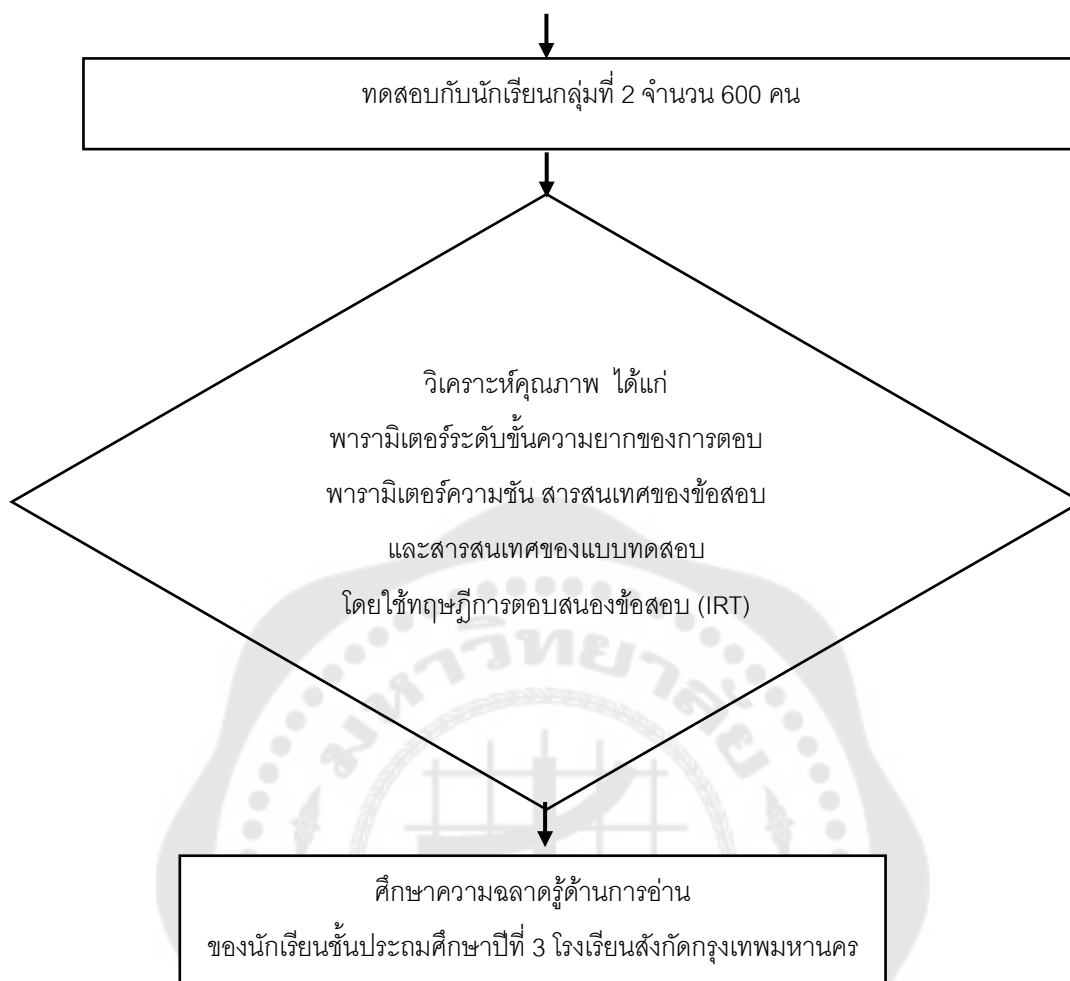 ทดสอบกับนักเรียนกลุ่มที่ 2 จำนวน 600 คน
วิเคราะห์คุณภาพ ได้แก่
พารามิเตอร์ระดับขั้นความยากของการตอบ
พารามิเตอร์ความชัน สารสนเทศของข้อสอบ
และสารสนเทศของแบบทดสอบ
โดยใช้ทฤษฎีการตอบสนองข้อสอบ (IRT)
มหาวิทยาลัย
ศึกษาความฉลาดรู้ด้านการอ่าน
ของนักเรียนชั้นประถมศึกษาปีที่ 3 โรงเรียนสังกัดกรุงเทพมหานคร